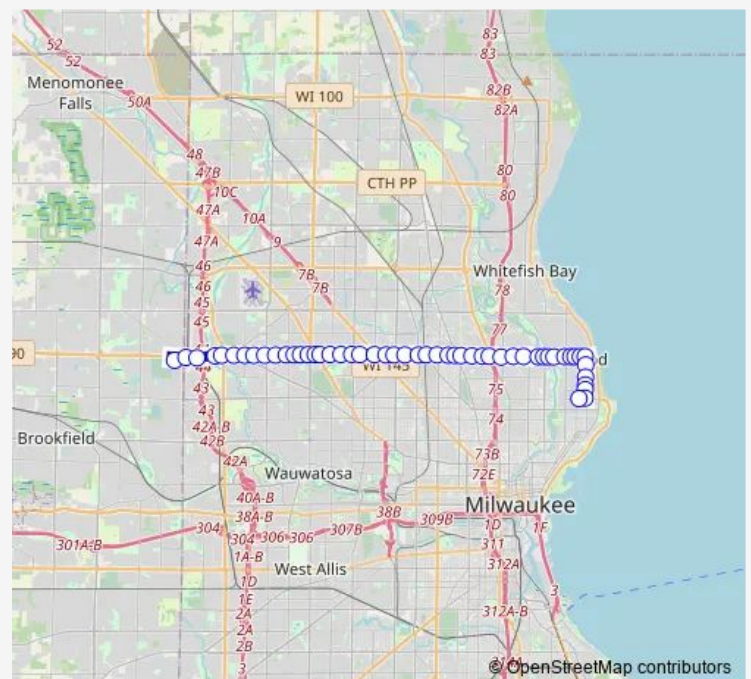 52
52
83
83
Menomonee
Falls
50A
WI 100
82B
82A
48
47B
10C
CTH PP
80
80
47A
10A
47A
9
46
7B
7B
Whitefish Bay
46
78
45
45
77
90
d
WI 145
44
43
75
43
74
42A-B
42B
Brookfield
42A
73B
72E
Wauwatosa
40A-B
38A-B
38B
Milwaukee
304
304
306
306
307B
309B
1D
1F
301A-B
311
1A-B
West Allis
312A
1D
1E
3
2A
312A-B
2A
2B
3
© OpenStreetMap contributors